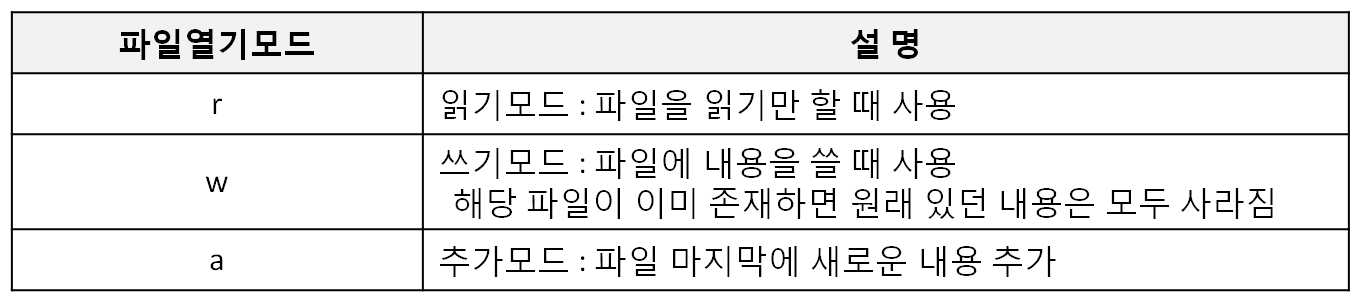 파일열기모드
설 명
r
읽기모드 : 파일을 읽기만 할 때 사용
w
쓰기모드 : 파일에 내용을 쓸 때 사용
해당 파일이 이미 존재하면 원래 있던 내용은 모두 사라짐
a
추가모드 : 파일 마지막에 새로운 내용 추가